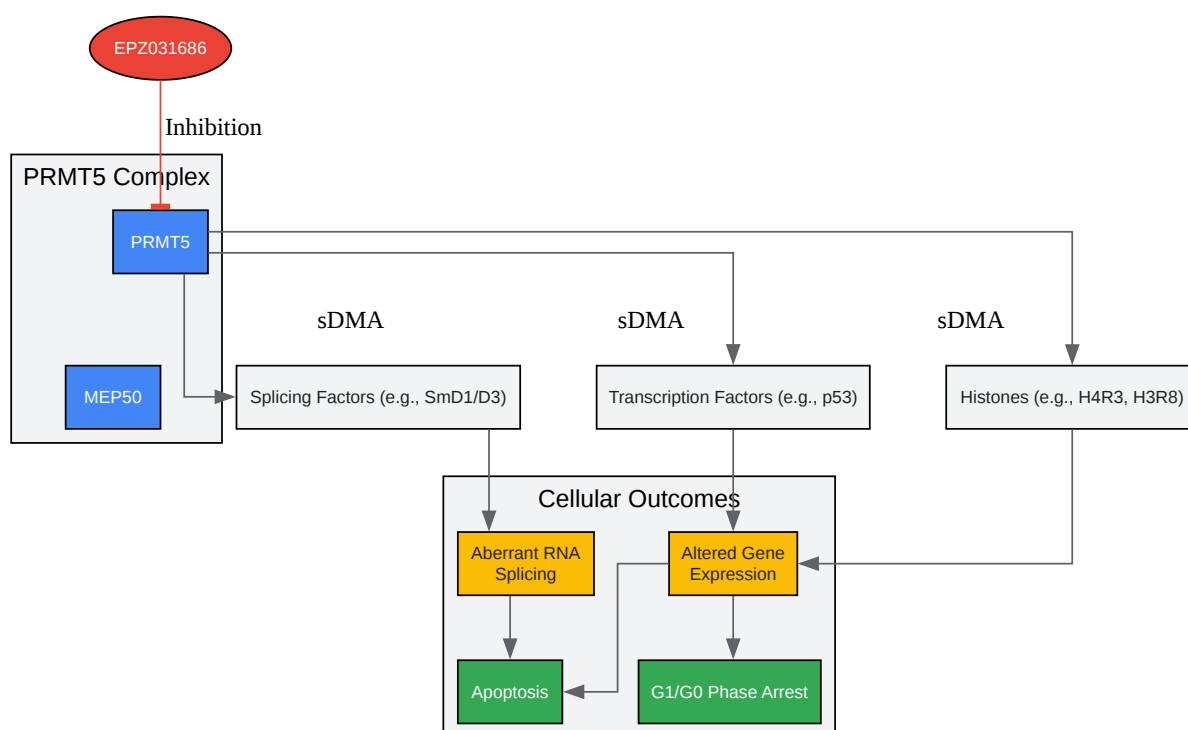 EPZ031686
Inhibition
PRMT5 Complex
PRMT5
sDMA
sDMA
sDMA
MEP50
Splicing Factors (e.g., SmD1/D3)
Transcription Factors (e.g., p53)
Histones (e.g., H4R3, H3R8)
Cellular Outcomes
Aberrant RNA
Splicing
Altered Gene
Expression
Apoptosis
G1/G0 Phase Arrest